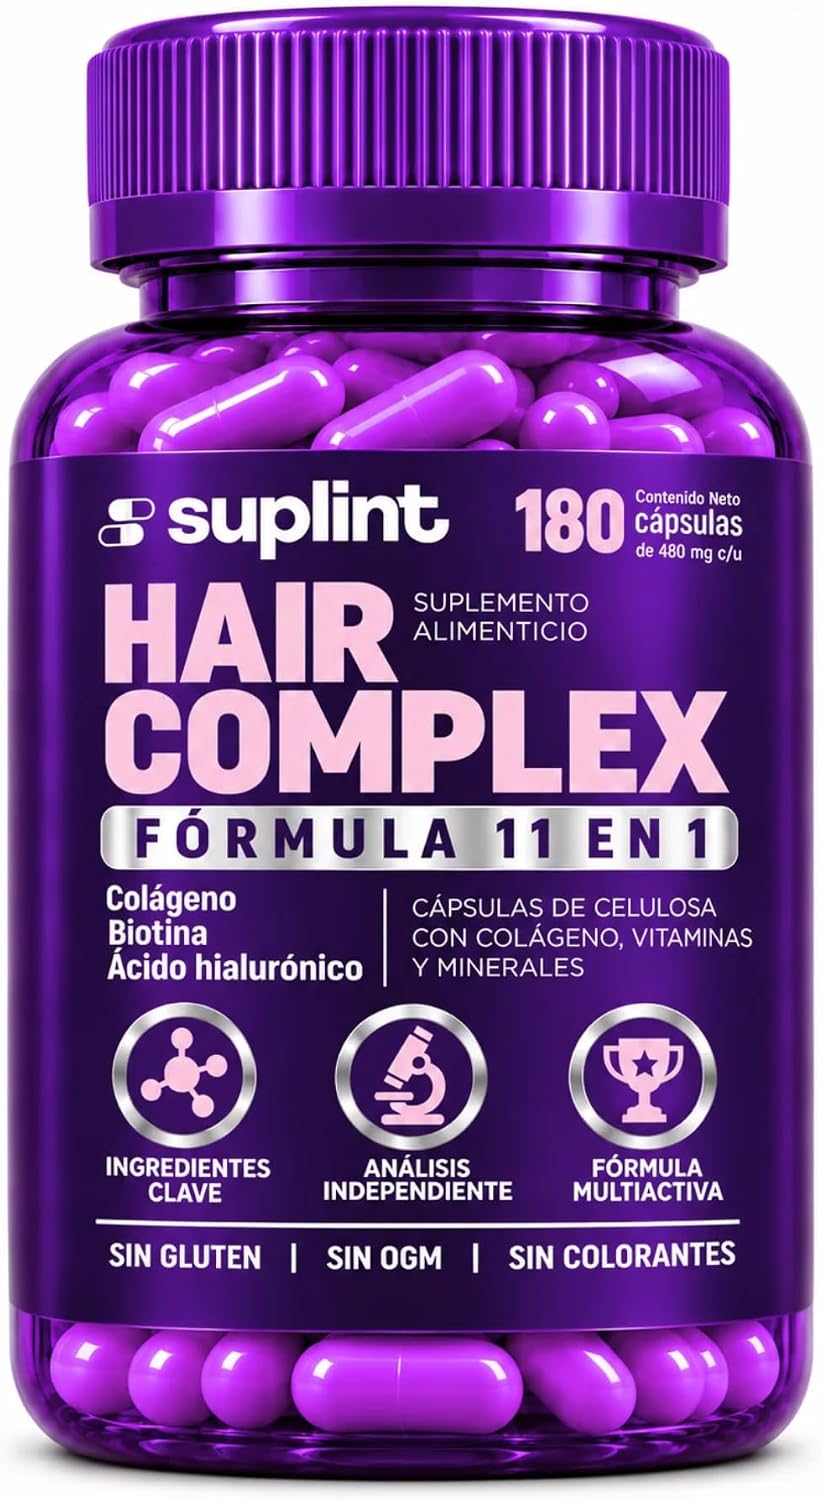 suplint
180 Contenido Neto
cápsulas
de 480 mg c/u
HAIR
COMPLEX
SUPLEMENTO
ALIMENTICIO
FÓRMULA 11 EN 1
Colágeno
Biotina
Ácido hialurónico
CÁPSULAS DE CELULOSA
CON COLÁGENO, VITAMINAS
Y MINERALES
INGREDIENTES
CLAVE
ANÁLISIS
INDEPENDIENTE
FÓRMULA
MULTIACTIVA
SIN GLUTEN | SIN OGM | SIN COLORANTES